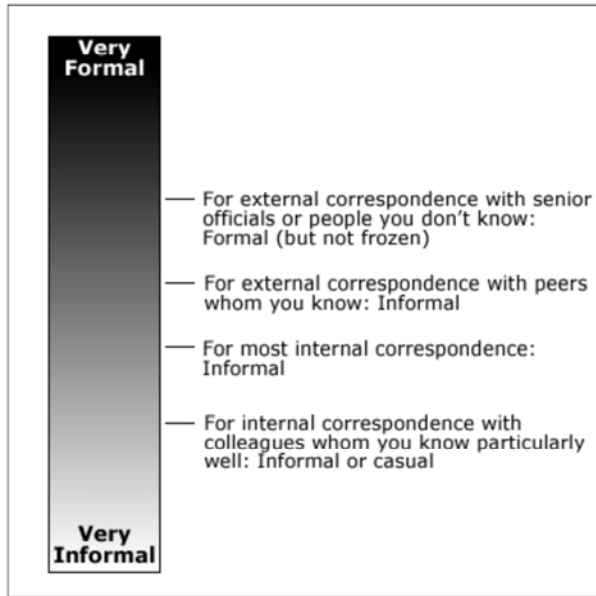 Very
Formal
For external correspondence with senior
officials or people you don't know:
Formal (but not frozen)
For external correspondence with peers
whom you know: Informal
For most internal correspondence:
Informal
For internal correspondence with
colleagues whom you know particularly
well: Informal or casual
Very
Informal